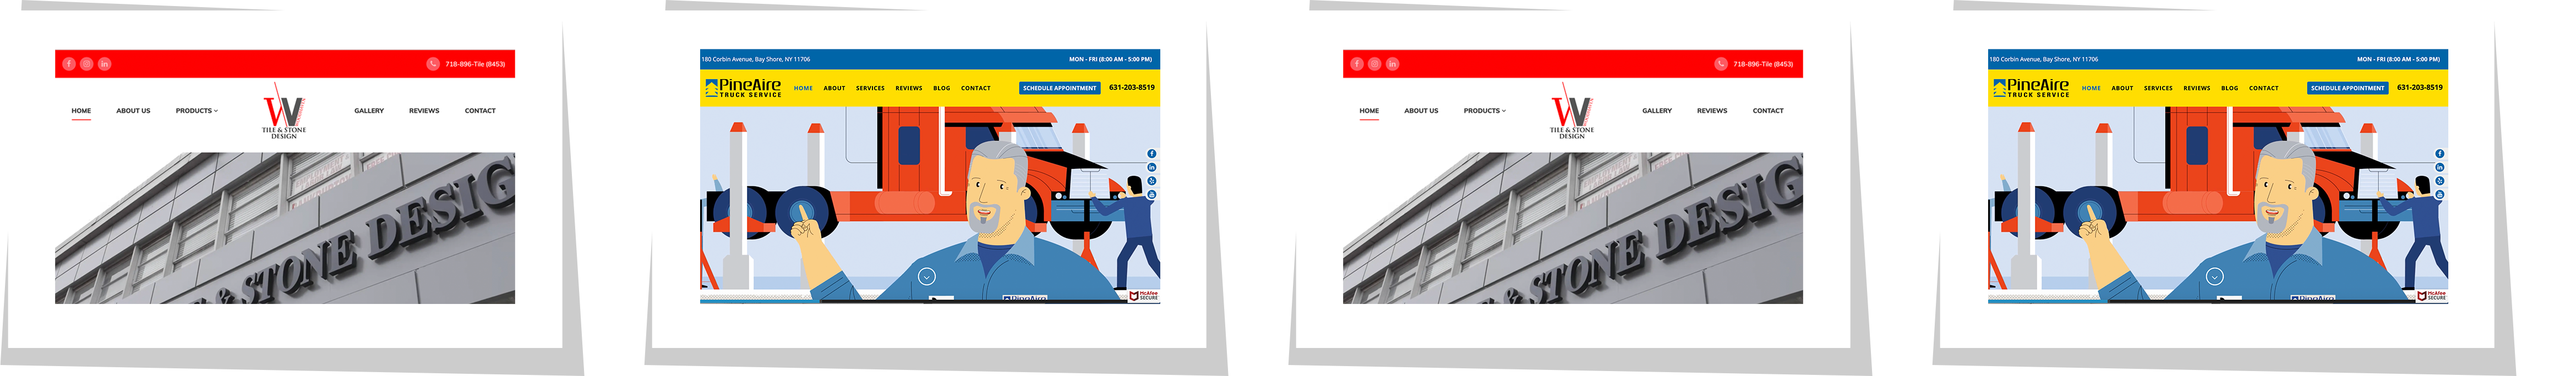 718-896-Tile (8453)
HOME ABOUT US PRODUCTS GALLERY REVIEWS CONTACT
W
TILE & STONE
DESIGN
& STONE DESIG
180 Corbin Avenue, Bay Shore, NY 11706 MON - FRI (8:00 AM - 5:00 PM)
PineAire
TRUCK SERVICE
HOME ABOUT SERVICES REVIEWS BLOG CONTACT SCHEDULE APPOINTMENT 631-203-8519
PineAire
McAfee
SECURE
718-896-Tile (8453)
HOME ABOUT US PRODUCTS GALLERY REVIEWS CONTACT
W
TILE & STONE
DESIGN
& STONE DESIG
180 Corbin Avenue, Bay Shore, NY 11706 MON - FRI (8:00 AM - 5:00 PM)
PineAire
TRUCK SERVICE
HOME ABOUT SERVICES REVIEWS BLOG CONTACT SCHEDULE APPOINTMENT 631-203-8519
PineAire
McAfee
SECURE